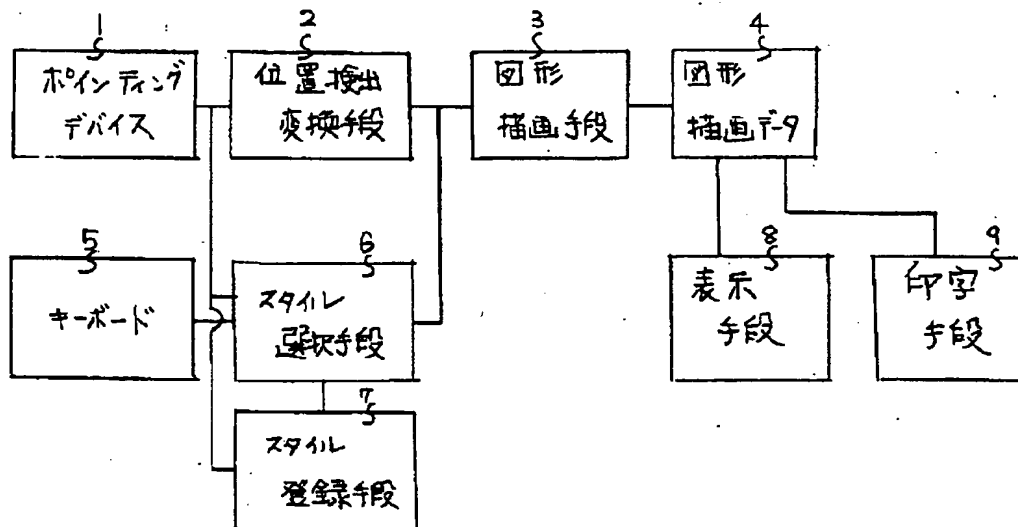 1
ポインティング
デバイス
2
位置検出
変換手段
3
図形
描画手段
4
図形
描画データ
5
キーボード
6
スタイル
選択手段
7
スタイル
登録手段
8
表示
手段
9
印字
手段